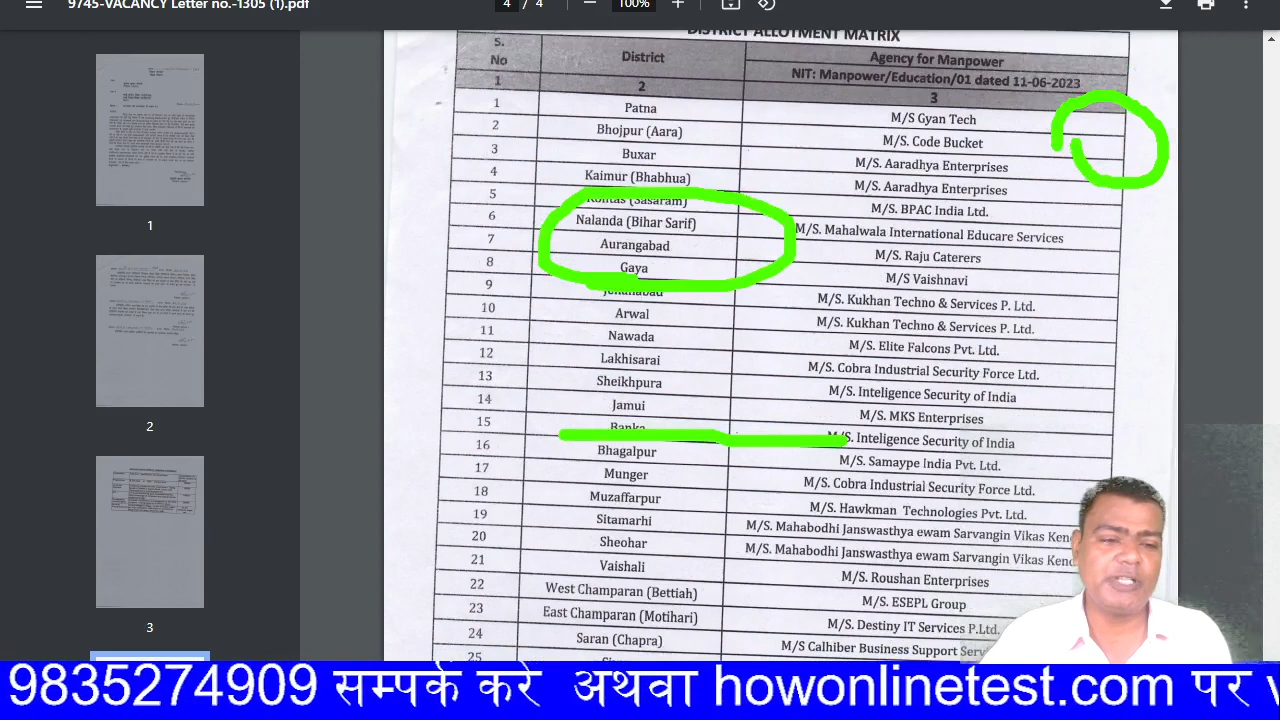 9745-VACANCY Letter no.-1305 (1).pdf 4 / 4 100%
DISTRICT ALLOTMENT MATRIX
S. No District Agency for Manpower
NIT: Manpower/Education/01 dated 11-06-2023
1 2 3
1 Patna M/S Gyan Tech
2 Bhojpur (Aara) M/S. Code Bucket
3 Buxar M/S. Aaradhya Enterprises
4 Kaimur (Bhabhua) M/S. Aaradhya Enterprises
5 Rohtas (Sasaram) M/S. BPAC India Ltd.
6 Nalanda (Bihar Sarif) M/S. Mahalwala International Educare Services
7 Aurangabad M/S. Raju Caterers
8 Gaya M/S Vaishnavi
9 Jehanabad M/S. Kukhan Techno & Services P. Ltd.
10 Arwal M/S. Kukhan Techno & Services P. Ltd.
11 Nawada M/S. Elite Falcons Pvt. Ltd.
12 Lakhisarai M/S. Cobra Industrial Security Force Ltd.
13 Sheikhpura M/S. Inteligence Security of India
14 Jamui M/S. MKS Enterprises
15 Banka M/S. Inteligence Security of India
16 Bhagalpur M/S. Samaype India Pvt. Ltd.
17 Munger M/S. Cobra Industrial Security Force Ltd.
18 Muzaffarpur M/S. Hawkman Technologies Pvt. Ltd.
19 Sitamarhi M/S. Mahabodhi Janswasthya ewam Sarvangin Vikas Kend
20 Sheohar M/S. Mahabodhi Janswasthya ewam Sarvangin Vikas Kend
21 Vaishali M/S. Roushan Enterprises
22 West Champaran (Bettiah) M/S. ESEPL Group
23 East Champaran (Motihari) M/S. Destiny IT Services P.Ltd.
24 Saran (Chapra) M/S Calhiber Business Support Serv
25
1
2
3
9835274909 सम्पर्क करें अथवा howonlinetest.com पर